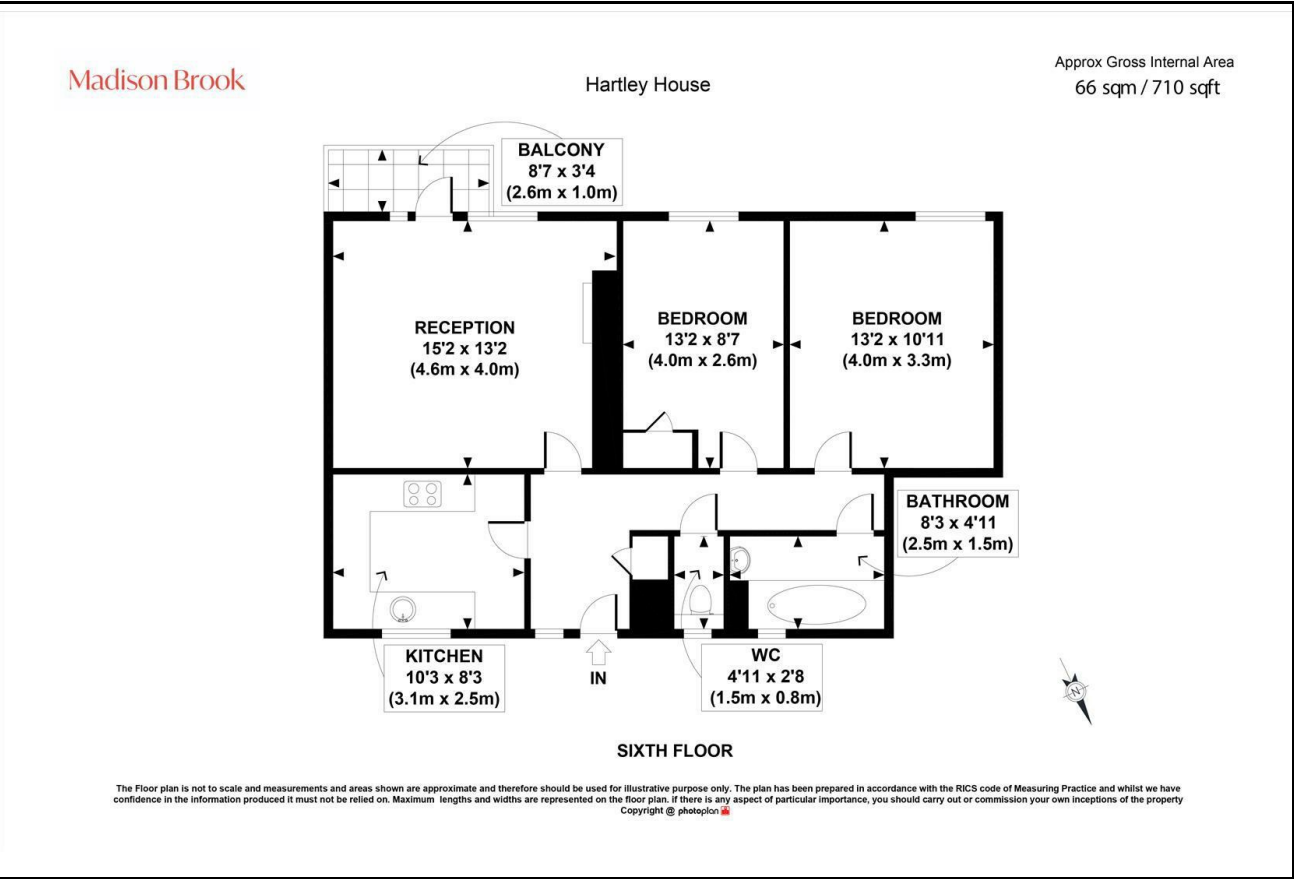 Madison Brook
Hartley House
Approx Gross Internal Area
66 sqm / 710 sqft
BALCONY
8'7 x 3'4
(2.6m x 1.0m)
RECEPTION
15'2 x 13'2
(4.6m x 4.0m)
BEDROOM
13'2 x 8'7
(4.0m x 2.6m)
BEDROOM
13'2 x 10'11
(4.0m x 3.3m)
BATHROOM
8'3 x 4'11
(2.5m x 1.5m)
KITCHEN
10'3 x 8'3
(3.1m x 2.5m)
IN
WC
4'11 x 2'8
(1.5m x 0.8m)
N
SIXTH FLOOR
The Floor plan is not to scale and measurements and areas shown are approximate and therefore should be used for illustrative purpose only. The plan has been prepared in accordance with the RICS code of Measuring Practice and whilst we have
confidence in the information produced it must not be relied on. Maximum lengths and widths are represented on the floor plan. if there is any aspect of particular importance, you should carry out or commission your own inceptions of the property
Copyright @ photoplan